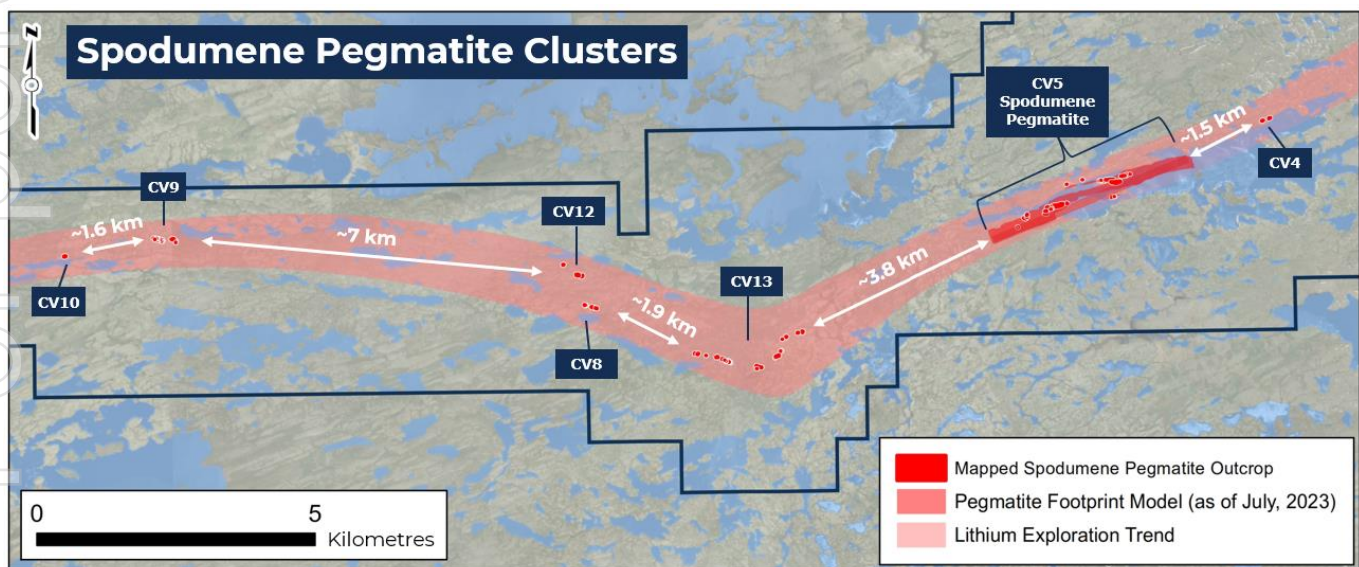 Spodumene Pegmatite Clusters
N
CV5
Spodumene
Pegmatite
~1.5 km
CV4
CV9
~1.6 km
CV10
~7 km
CV12
CV8
~1.9 km
CV13
~3.8 km
0 5
Kilometres
Mapped Spodumene Pegmatite Outcrop
Pegmatite Footprint Model (as of July, 2023)
Lithium Exploration Trend